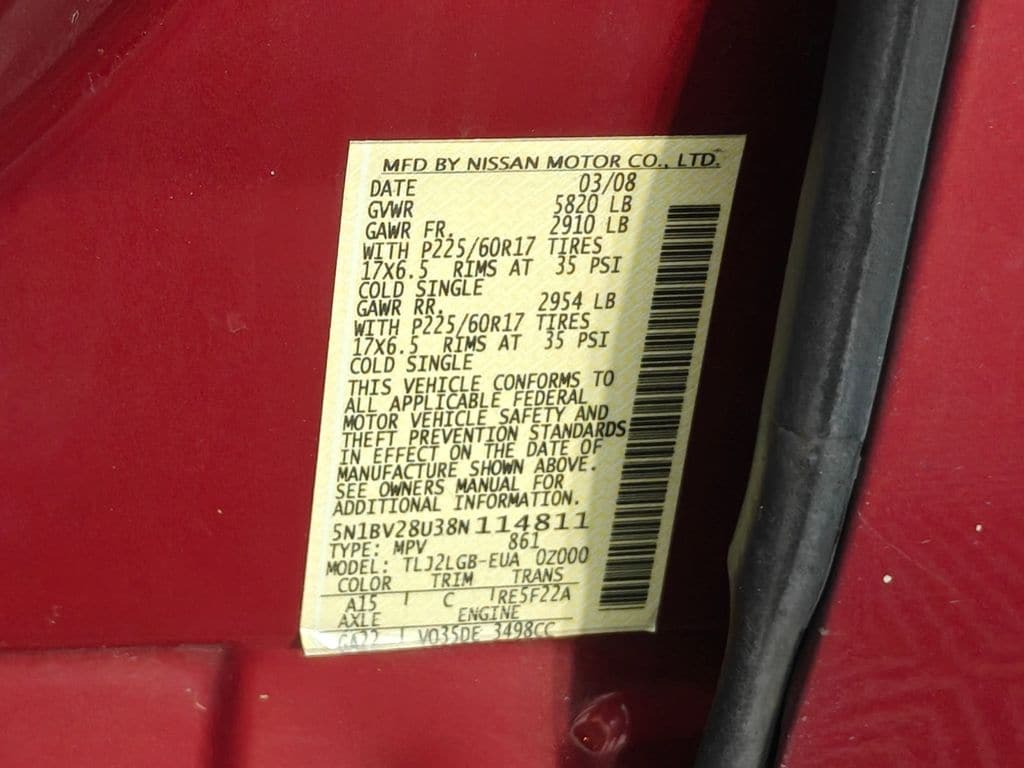 MFD BY NISSAN MOTOR CO., LTD.
DATE 03/08
GVWR 5820 LB
GAWR FR. 2910 LB
WITH P225/60R17 TIRES
17X6.5 RIMS AT 35 PSI
COLD SINGLE
GAWR RR. 2954 LB
WITH P225/60R17 TIRES
17X6.5 RIMS AT 35 PSI
COLD SINGLE
THIS VEHICLE CONFORMS TO
ALL APPLICABLE FEDERAL
MOTOR VEHICLE SAFETY AND
THEFT PREVENTION STANDARDS
IN EFFECT ON THE DATE OF
MANUFACTURE SHOWN ABOVE.
SEE OWNERS MANUAL FOR
ADDITIONAL INFORMATION.
5N1BV28U38N114811
TYPE: MPV 861
MODEL: TLJ2LGB-EUA 0Z000
COLOR TRIM TRANS
A15 C RE5F22A
AXLE ENGINE
GA22 VQ35DE 3498CC